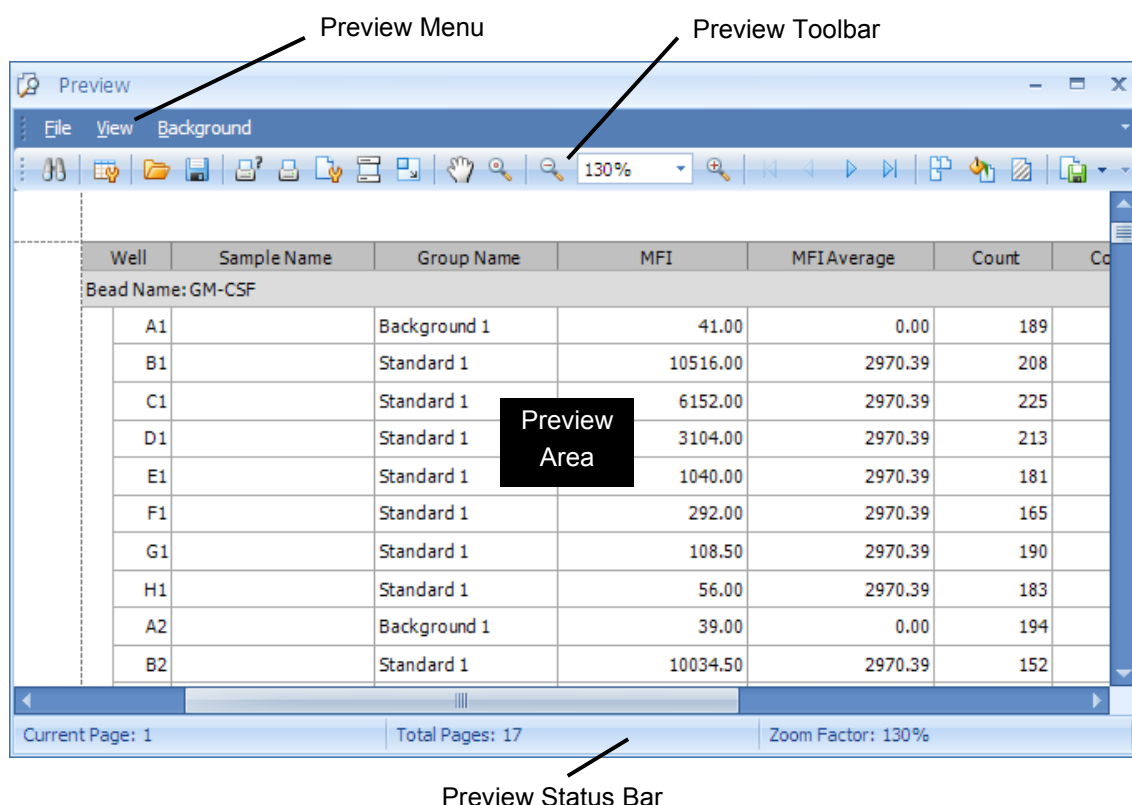 Preview Menu Preview Toolbar
Preview
File View Background
130%
Well Sample Name Group Name MFI MFI Average Count Co
Bead Name: GM-CSF
A1 Background 1 41.00 0.00 189
B1 Standard 1 10516.00 2970.39 208
C1 Standard 1 6152.00 2970.39 225
D1 Standard 1 3104.00 2970.39 213
E1 Standard 1 1040.00 2970.39 181
F1 Standard 1 292.00 2970.39 165
G1 Standard 1 108.50 2970.39 190
H1 Standard 1 56.00 2970.39 183
A2 Background 1 39.00 0.00 194
B2 Standard 1 10034.50 2970.39 152
Preview
Area
Current Page: 1 Total Pages: 17 Zoom Factor: 130%
Preview Status Bar